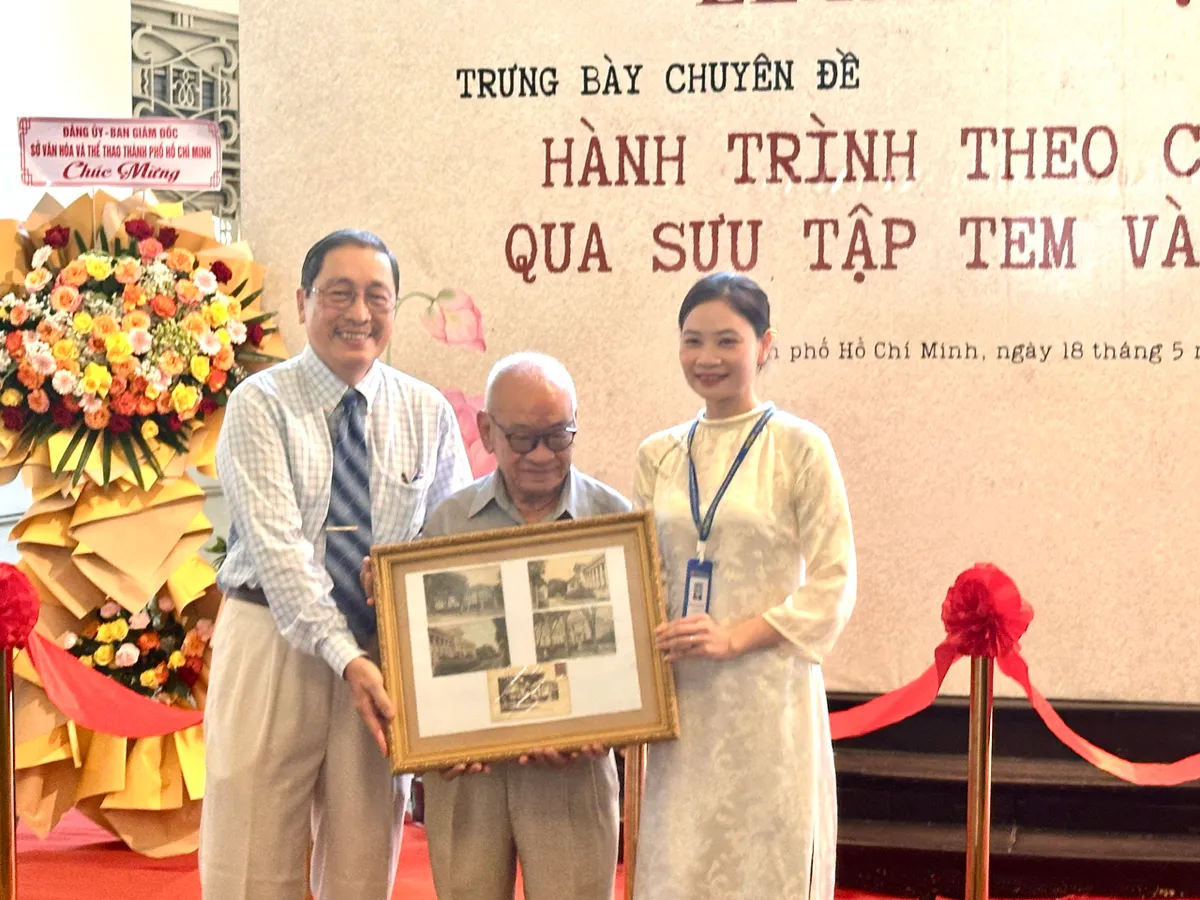 TRƯNG BÀY CHUYÊN ĐỀ
HÀNH TRÌNH THEO C
QUA SƯU TẬP TEM VÀ
phố Hồ Chí Minh, ngày 18 tháng 5
ĐẢNG ỦY - BAN GIÁM ĐỐC
SỞ VĂN HÓA VÀ THỂ THAO THÀNH PHỐ HỒ CHÍ MINH
Chúc Mừng